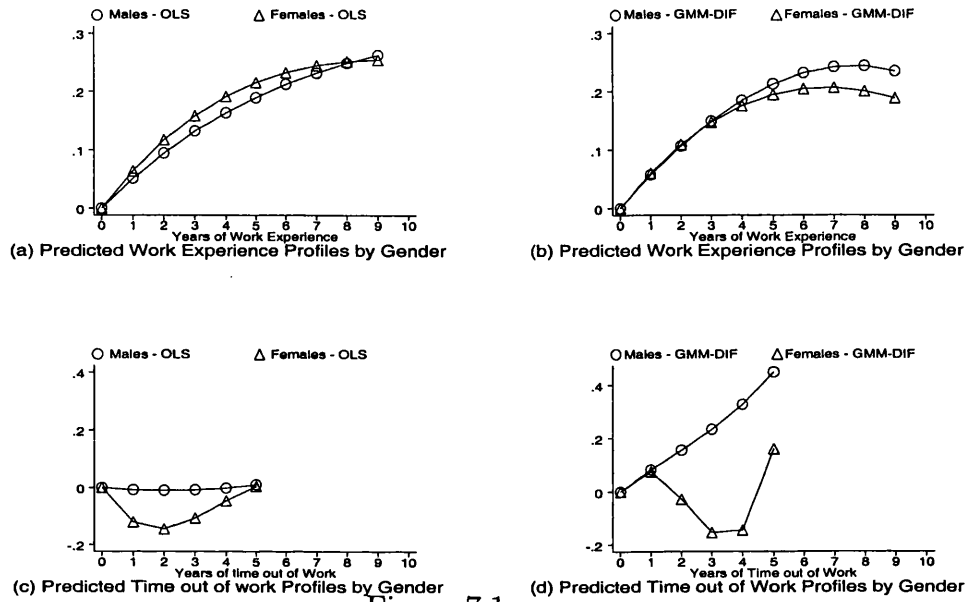 Males - OLS Females - OLS
.3
.2
.1
0
0 1 2 3 4 5 6 7 8 9 10
Years of Work Experience
(a) Predicted Work Experience Profiles by Gender
Males - GMM-DIF Females - GMM-DIF
.3
.2
.1
0
0 1 2 3 4 5 6 7 8 9 10
Years of Work Experience
(b) Predicted Work Experience Profiles by Gender
Males - OLS Females - OLS
.4
.2
0
-.2
0 1 2 3 4 5 6 7 8 9 10
Years of time out of Work
(c) Predicted Time out of work Profiles by Gender
Males - GMM-DIF Females - GMM-DIF
.4
.2
0
-.2
0 1 2 3 4 5 6 7 8 9 10
Years of Time out of Work
(d) Predicted Time out of Work Profiles by Gender